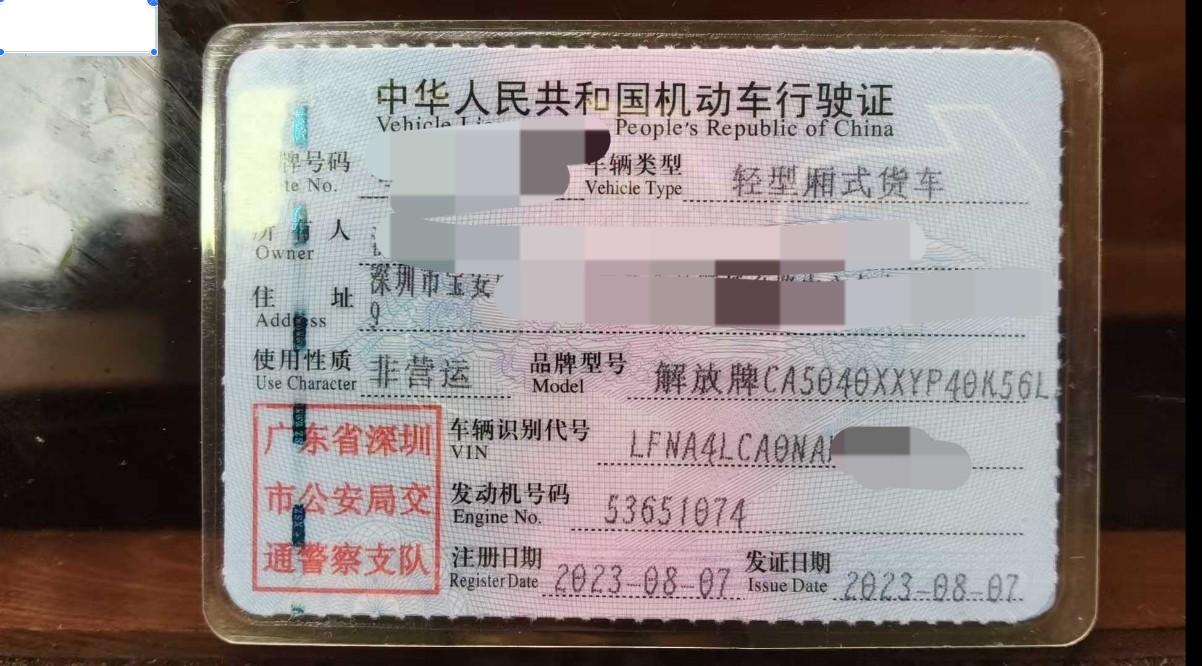 中华人民共和国机动车行驶证
Vehicle People's Republic of China
牌号码 车辆类型 轻型厢式货车
No. Vehicle Type
所有人
Owner
深圳市宝安
住址
Address 9
使用性质 非营运 品牌型号 解放牌CA5040XXYP40K56L
Use Character Model
广东省深圳
市公安局交
通警察支队
车辆识别代号 LFNA4LCA0NA
VIN
发动机号码 53651074
Engine No.
注册日期 2023-08-07 发证日期 2023-08-07
Register Date Issue Date